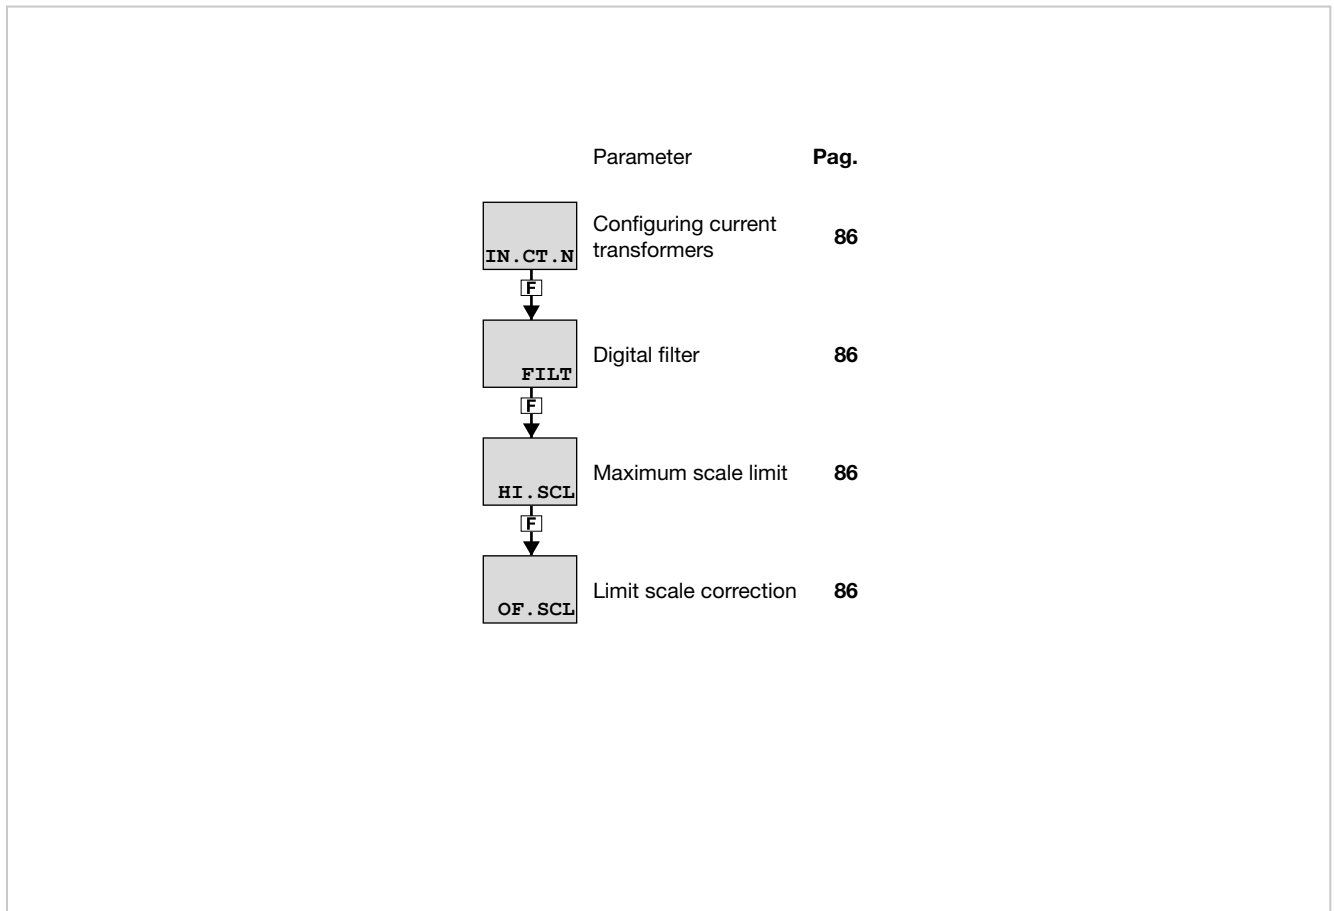 Parameter Pag.
IN.CT.N
Configuring current
transformers
86
F
FILT
Digital filter
86
F
HI.SCL
Maximum scale limit
86
F
OF.SCL
Limit scale correction
86